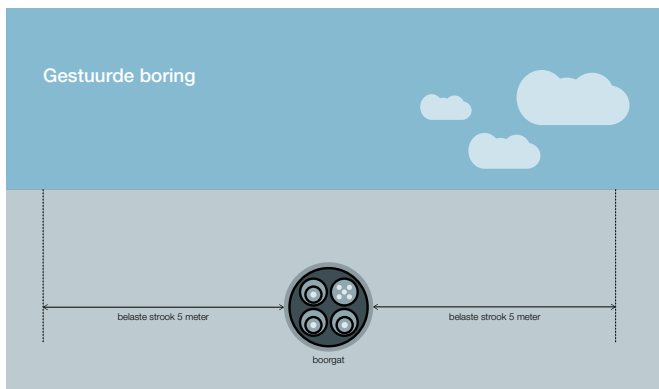 Gestuurde boring
belaste strook 5 meter
belaste strook 5 meter
boorgat